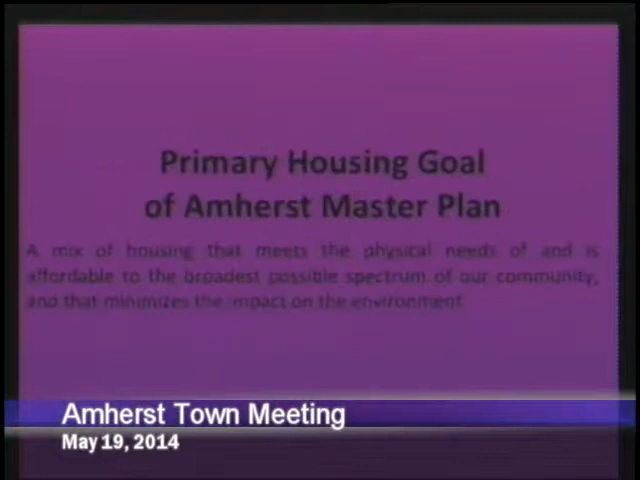 Primary Housing Goal
of Amherst Master Plan
A mix of housing that meets the physical needs of and is
affordable to the broadest possible spectrum of our community,
and that minimizes the impact on the environment.
Amherst Town Meeting
May 19, 2014